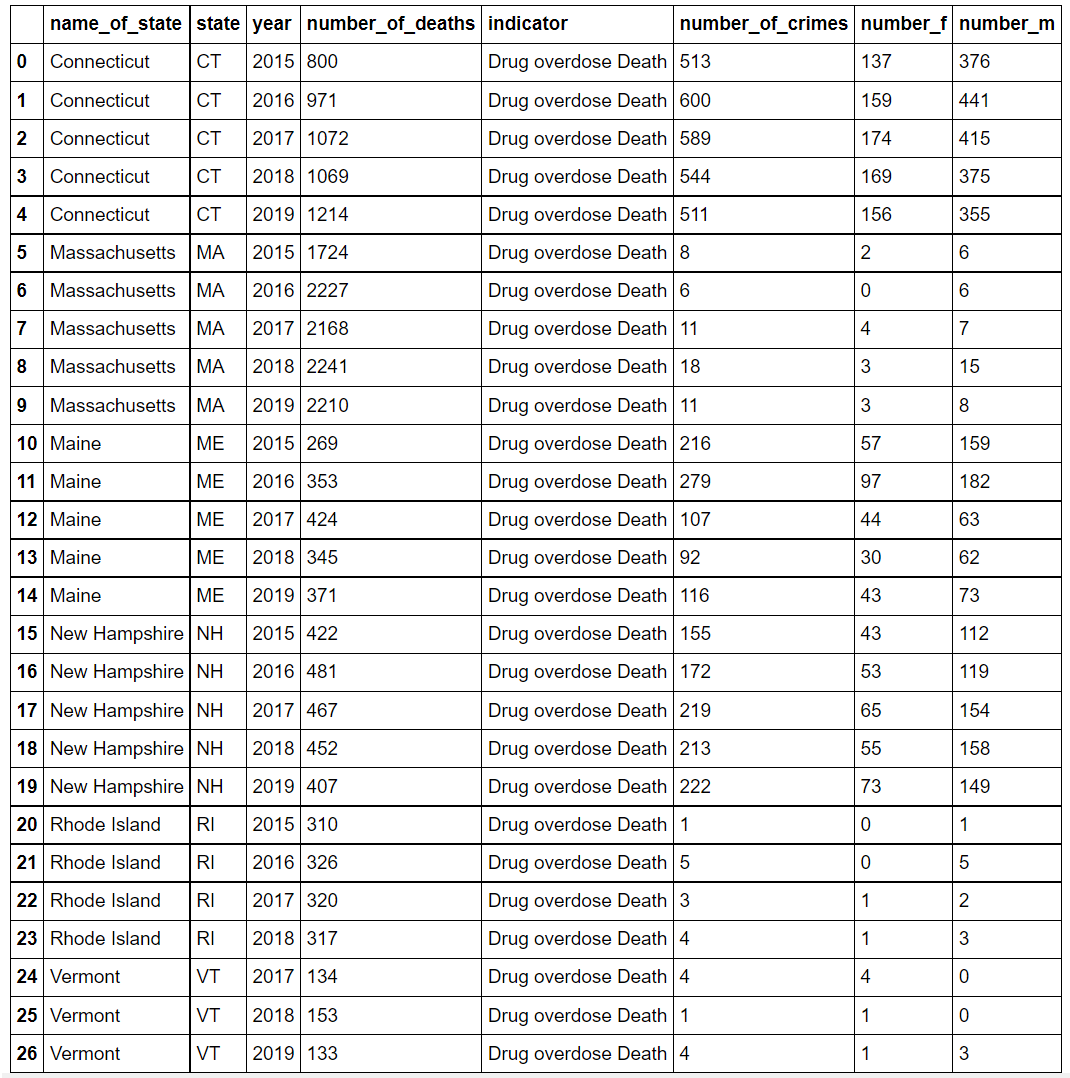 name_of_state state year number_of_deaths indicator number_of_crimes number_f number_m
0 Connecticut CT 2015 800 Drug overdose Death 513 137 376
1 Connecticut CT 2016 971 Drug overdose Death 600 159 441
2 Connecticut CT 2017 1072 Drug overdose Death 589 174 415
3 Connecticut CT 2018 1069 Drug overdose Death 544 169 375
4 Connecticut CT 2019 1214 Drug overdose Death 511 156 355
5 Massachusetts MA 2015 1724 Drug overdose Death 8 2 6
6 Massachusetts MA 2016 2227 Drug overdose Death 6 0 6
7 Massachusetts MA 2017 2168 Drug overdose Death 11 4 7
8 Massachusetts MA 2018 2241 Drug overdose Death 18 3 15
9 Massachusetts MA 2019 2210 Drug overdose Death 11 3 8
10 Maine ME 2015 269 Drug overdose Death 216 57 159
11 Maine ME 2016 353 Drug overdose Death 279 97 182
12 Maine ME 2017 424 Drug overdose Death 107 44 63
13 Maine ME 2018 345 Drug overdose Death 92 30 62
14 Maine ME 2019 371 Drug overdose Death 116 43 73
15 New Hampshire NH 2015 422 Drug overdose Death 155 43 112
16 New Hampshire NH 2016 481 Drug overdose Death 172 53 119
17 New Hampshire NH 2017 467 Drug overdose Death 219 65 154
18 New Hampshire NH 2018 452 Drug overdose Death 213 55 158
19 New Hampshire NH 2019 407 Drug overdose Death 222 73 149
20 Rhode Island RI 2015 310 Drug overdose Death 1 0 1
21 Rhode Island RI 2016 326 Drug overdose Death 5 0 5
22 Rhode Island RI 2017 320 Drug overdose Death 3 1 2
23 Rhode Island RI 2018 317 Drug overdose Death 4 1 3
24 Vermont VT 2017 134 Drug overdose Death 4 4 0
25 Vermont VT 2018 153 Drug overdose Death 1 1 0
26 Vermont VT 2019 133 Drug overdose Death 4 1 3